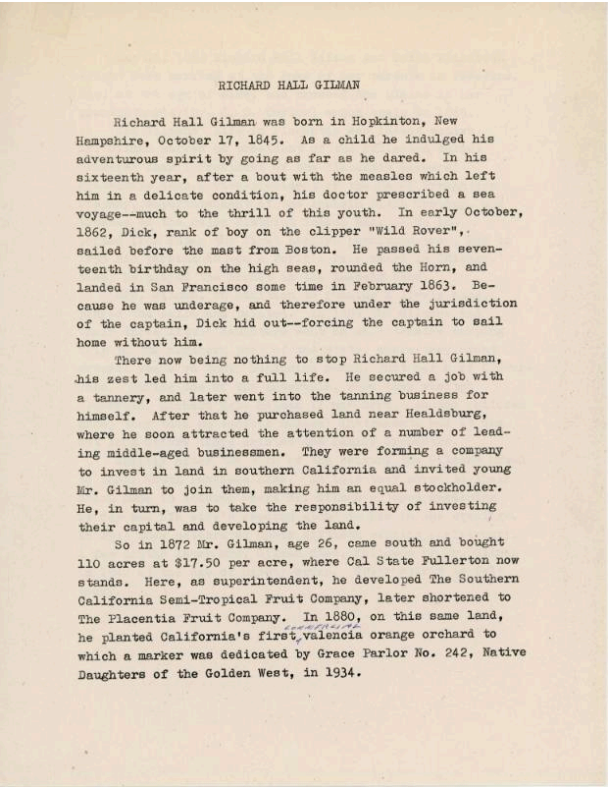 RICHARD HALL GILMAN
Richard Hall Gilman was born in Hopkinton, New
Hampshire, October 17, 1845. As a child he indulged his
adventurous spirit by going as far as he dared. In his
sixteenth year, after a bout with the measles which left
him in a delicate condition, his doctor prescribed a sea
voyage--much to the thrill of this youth. In early October,
1862, Dick, rank of boy on the clipper "Wild Rover",
sailed before the mast from Boston. He passed his seven-
teenth birthday on the high seas, rounded the Horn, and
landed in San Francisco some time in February 1863. Be-
cause he was underage, and therefore under the jurisdiction
of the captain, Dick hid out--forcing the captain to sail
home without him.
There now being nothing to stop Richard Hall Gilman,
his zest led him into a full life. He secured a job with
a tannery, and later went into the tanning business for
himself. After that he purchased land near Healdsburg,
where he soon attracted the attention of a number of lead-
ing middle-aged businessmen. They were forming a company
to invest in land in southern California and invited young
Mr. Gilman to join them, making him an equal stockholder.
He, in turn, was to take the responsibility of investing
their capital and developing the land.
So in 1872 Mr. Gilman, age 26, came south and bought
110 acres at $17.50 per acre, where Cal State Fullerton now
stands. Here, as superintendent, he developed The Southern
California Semi-Tropical Fruit Company, later shortened to
The Placentia Fruit Company. In 1880, on this same land,
commercial
he planted California's first valencia orange orchard to
which a marker was dedicated by Grace Parlor No. 242, Native
Daughters of the Golden West, in 1934.